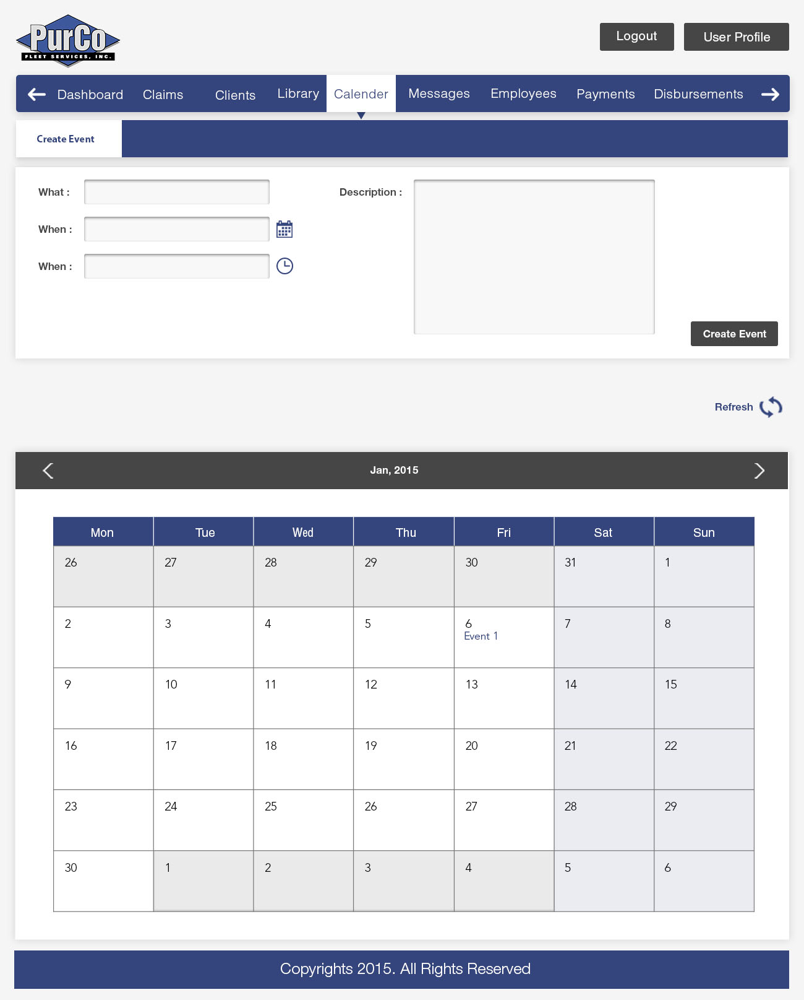 PurCo
FLEET SERVICES, INC.
Logout
User Profile
Dashboard
Claims
Clients
Library
Calender
Messages
Employees
Payments
Disbursements
Create Event
What :
Description :
When :
When :
Create Event
Refresh
Jan, 2015
Mon Tue Wed Thu Fri Sat Sun
26 27 28 29 30 31 1
2 3 4 5 6 7 8
Event 1
9 10 11 12 13 14 15
16 17 18 19 20 21 22
23 24 25 26 27 28 29
30 1 2 3 4 5 6
Copyrights 2015. All Rights Reserved